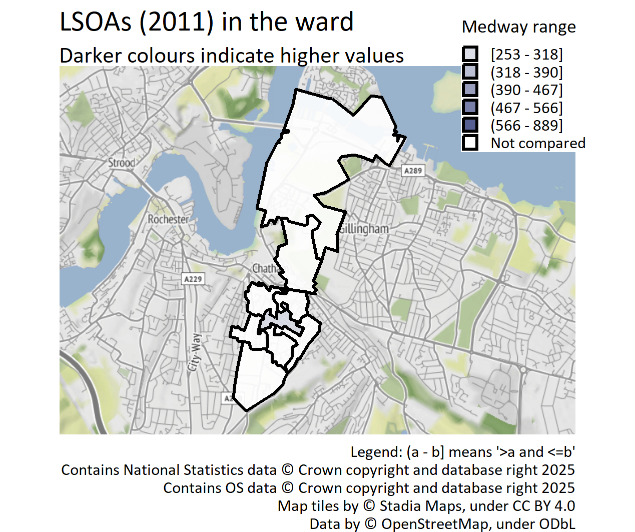 LSOAs (2011) in the ward
Darker colours indicate higher values
Medway range
[253 - 318]
(318 - 390]
(390 - 467]
(467 - 566]
(566 - 889]
Not compared
A289
Strood
Rochester
Gillingham
Chatha
A229
City Way
Legend: (a - b] means '>a and <=b'
Contains National Statistics data © Crown copyright and database right 2025
Contains OS data © Crown copyright and database right 2025
Map tiles by © Stadia Maps, under CC BY 4.0
Data by © OpenStreetMap, under ODbL